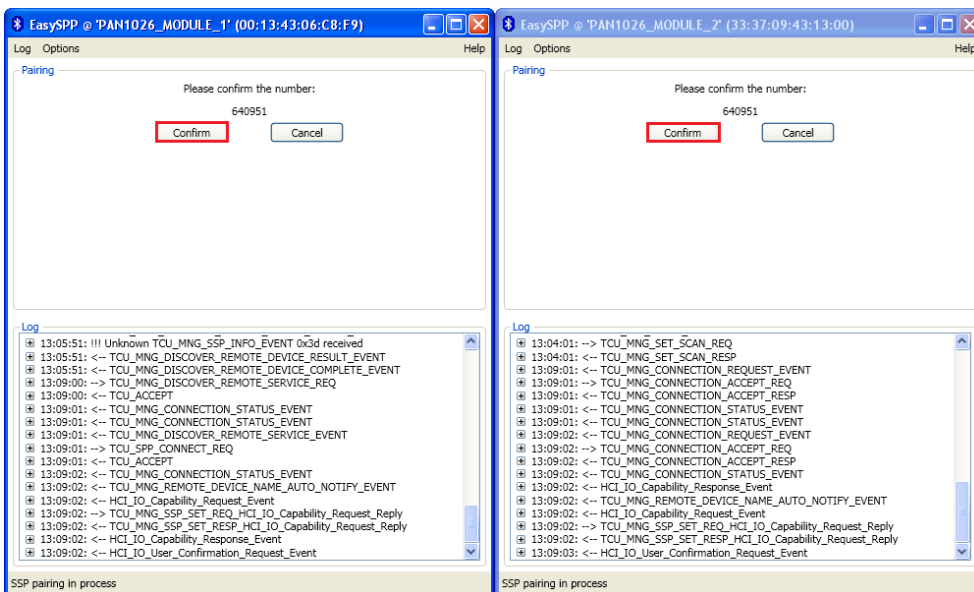 EasySPP @ 'PAN1026_MODULE_1' (00:13:43:06:C8:F9)
Log Options Help
Pairing
Please confirm the number:
640951
Confirm Cancel
Log
13:05:51: !!! Unknown TCU_MNG_SSP_INFO_EVENT 0x3d received
13:05:51: <-- TCU_MNG_DISCOVER_REMOTE_DEVICE_RESULT_EVENT
13:05:51: <-- TCU_MNG_DISCOVER_REMOTE_DEVICE_COMPLETE_EVENT
13:09:00: --> TCU_MNG_DISCOVER_REMOTE_SERVICE_REQ
13:09:00: <-- TCU_ACCEPT
13:09:01: <-- TCU_MNG_CONNECTION_STATUS_EVENT
13:09:01: <-- TCU_MNG_CONNECTION_STATUS_EVENT
13:09:01: <-- TCU_MNG_DISCOVER_REMOTE_SERVICE_EVENT
13:09:01: --> TCU_SPP_CONNECT_REQ
13:09:01: <-- TCU_ACCEPT
13:09:02: <-- TCU_MNG_CONNECTION_STATUS_EVENT
13:09:02: <-- TCU_MNG_REMOTE_DEVICE_NAME_AUTO_NOTIFY_EVENT
13:09:02: <-- HCI_IO_Capability_Request_Event
13:09:02: --> TCU_MNG_SSP_SET_REQ_HCI_IO_Capability_Request_Reply
13:09:02: <-- TCU_MNG_SSP_SET_RESP_HCI_IO_Capability_Request_Reply
13:09:02: <-- HCI_IO_Capability_Response_Event
13:09:02: <-- HCI_IO_User_Confirmation_Request_Event
SSP pairing in process
EasySPP @ 'PAN1026_MODULE_2' (33:37:09:43:13:00)
Log Options Help
Pairing
Please confirm the number:
640951
Confirm Cancel
Log
13:04:01: --> TCU_MNG_SET_SCAN_REQ
13:04:01: <-- TCU_MNG_SET_SCAN_RESP
13:09:01: <-- TCU_MNG_CONNECTION_REQUEST_EVENT
13:09:01: --> TCU_MNG_CONNECTION_ACCEPT_REQ
13:09:01: <-- TCU_MNG_CONNECTION_ACCEPT_RESP
13:09:01: <-- TCU_MNG_CONNECTION_STATUS_EVENT
13:09:01: <-- TCU_MNG_CONNECTION_STATUS_EVENT
13:09:02: <-- TCU_MNG_CONNECTION_REQUEST_EVENT
13:09:02: --> TCU_MNG_CONNECTION_ACCEPT_REQ
13:09:02: <-- TCU_MNG_CONNECTION_ACCEPT_RESP
13:09:02: <-- TCU_MNG_CONNECTION_STATUS_EVENT
13:09:02: <-- HCI_IO_Capability_Response_Event
13:09:02: <-- TCU_MNG_REMOTE_DEVICE_NAME_AUTO_NOTIFY_EVENT
13:09:02: <-- HCI_IO_Capability_Request_Event
13:09:02: --> TCU_MNG_SSP_SET_REQ_HCI_IO_Capability_Request_Reply
13:09:02: <-- TCU_MNG_SSP_SET_RESP_HCI_IO_Capability_Request_Reply
13:09:03: <-- HCI_IO_User_Confirmation_Request_Event
SSP pairing in process